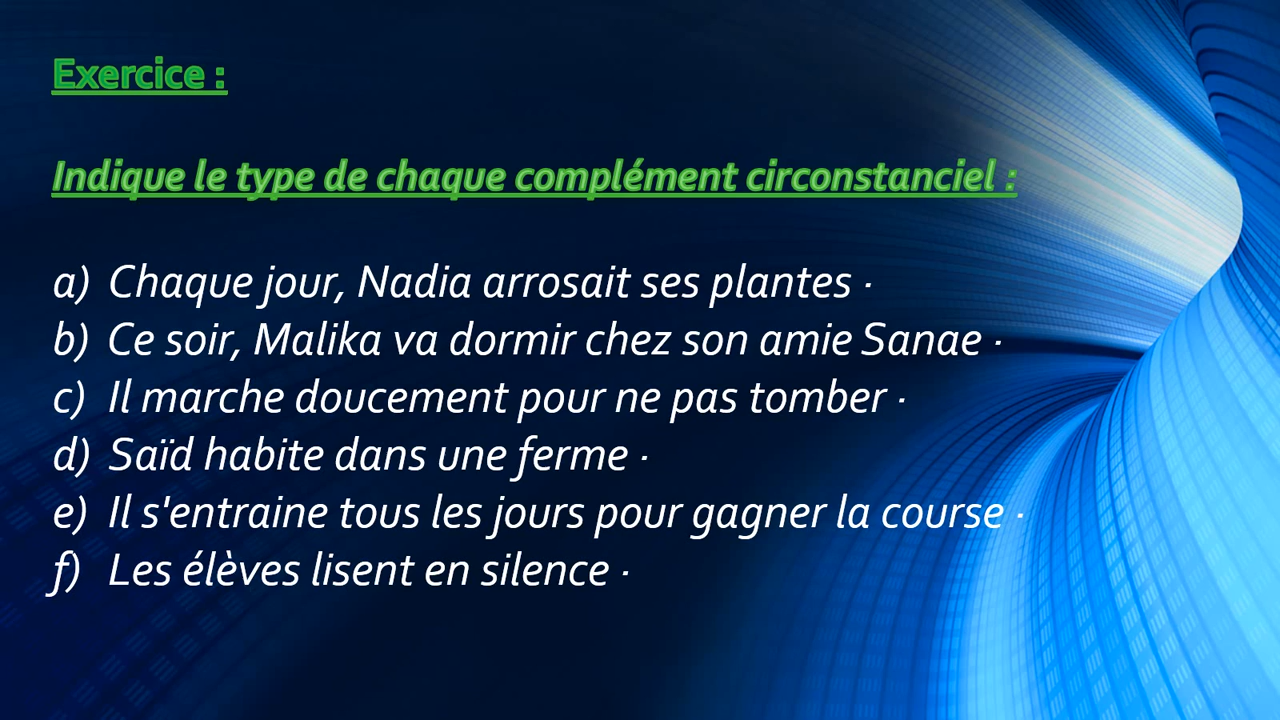 Exercice :
Indique le type de chaque complément circonstanciel :
a) Chaque jour, Nadia arrosait ses plantes ·
b) Ce soir, Malika va dormir chez son amie Sanae ·
c) Il marche doucement pour ne pas tomber ·
d) Saïd habite dans une ferme ·
e) Il s'entraine tous les jours pour gagner la course ·
f) Les élèves lisent en silence ·